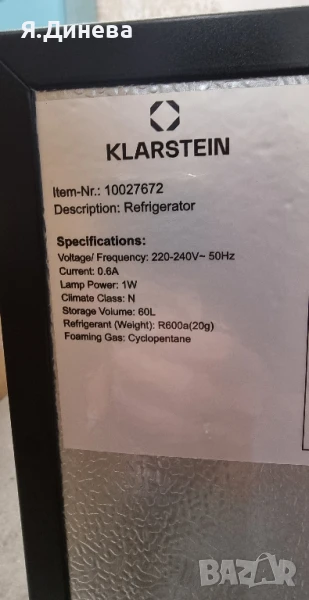 Я.Динева
KLARSTEIN
Item-Nr.: 10027672
Description: Refrigerator
Specifications:
Voltage/ Frequency: 220-240V~ 50Hz
Current: 0.6A
Lamp Power: 1W
Climate Class: N
Storage Volume: 60L
Refrigerant (Weight): R600a(20g)
Foaming Gas: Cyclopentane
BAZAR